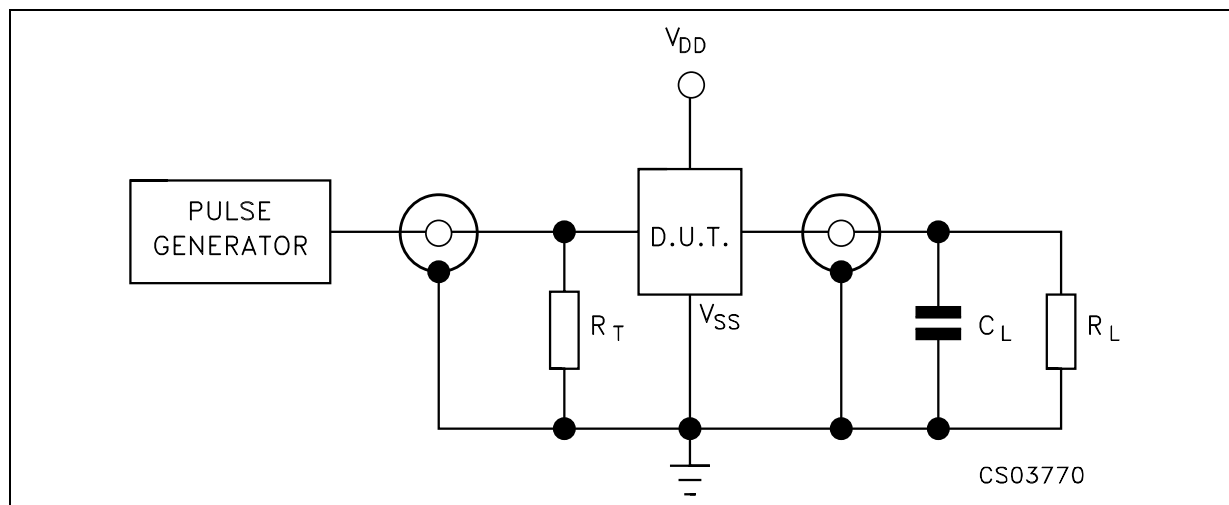 VDD
PULSE
GENERATOR
D.U.T.
VSS
RT
CL
RL
CS03770